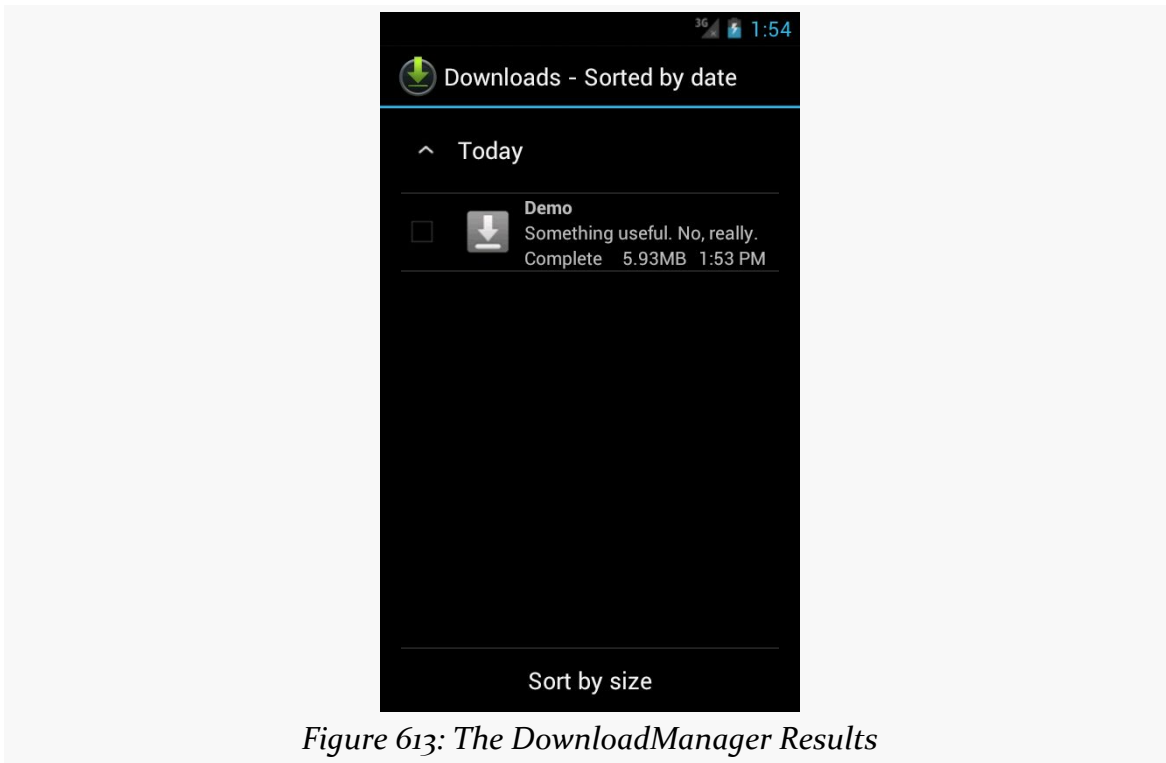 3G 1:54
Downloads - Sorted by date
Today
Demo
Something useful. No, really.
Complete 5.93MB 1:53 PM
Sort by size
Figure 613: The DownloadManager Results